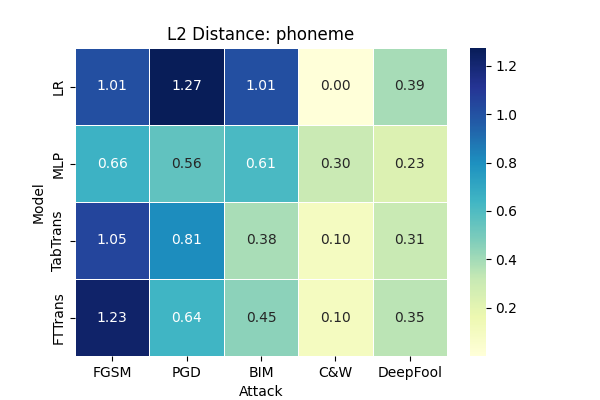 L2 Distance: phoneme
Model
LR 1.01 1.27 1.01 0.00 0.39
MLP 0.66 0.56 0.61 0.30 0.23
TabTrans 1.05 0.81 0.38 0.10 0.31
FTTrans 1.23 0.64 0.45 0.10 0.35
FGSM PGD BIM C&W DeepFool
Attack
1.2
1.0
0.8
0.6
0.4
0.2